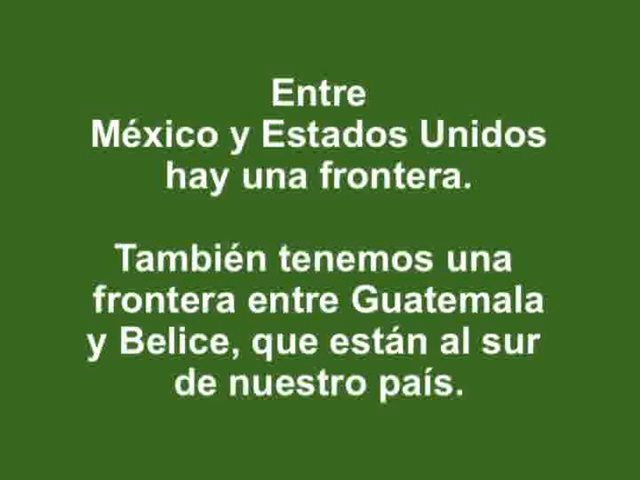 Entre
México y Estados Unidos
hay una frontera.
También tenemos una
frontera entre Guatemala
y Belice, que están al sur
de nuestro país.